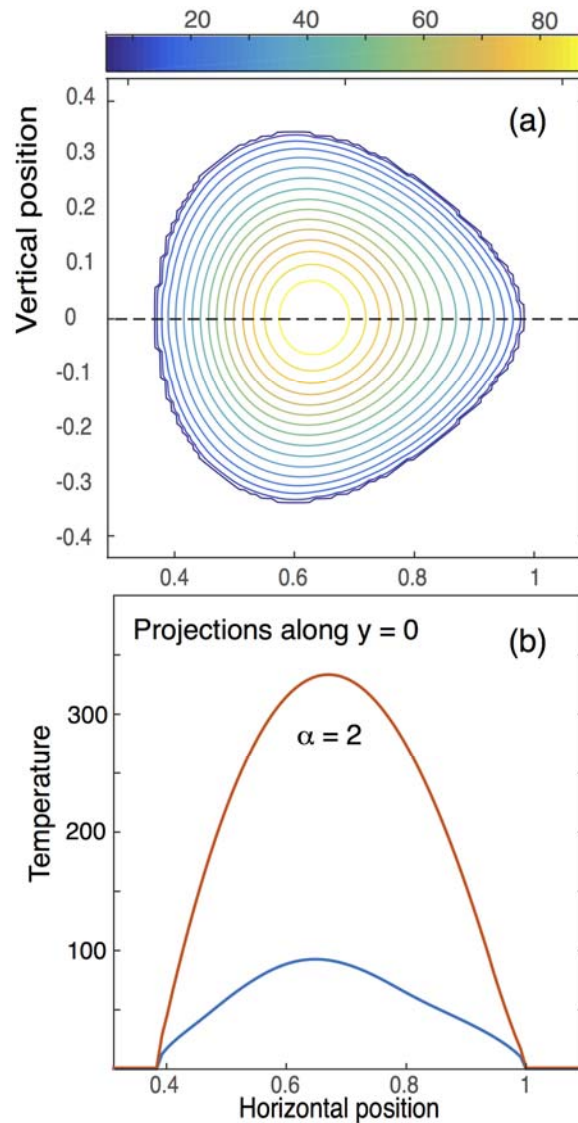 20 40 60 80
(a)
Vertical position
0.4
0.3
0.2
0.1
0
-0.1
-0.2
-0.3
-0.4
0.4 0.6 0.8 1
Projections along y = 0 (b)
α = 2
Temperature
300
200
100
0.4 0.6 0.8 1
Horizontal position